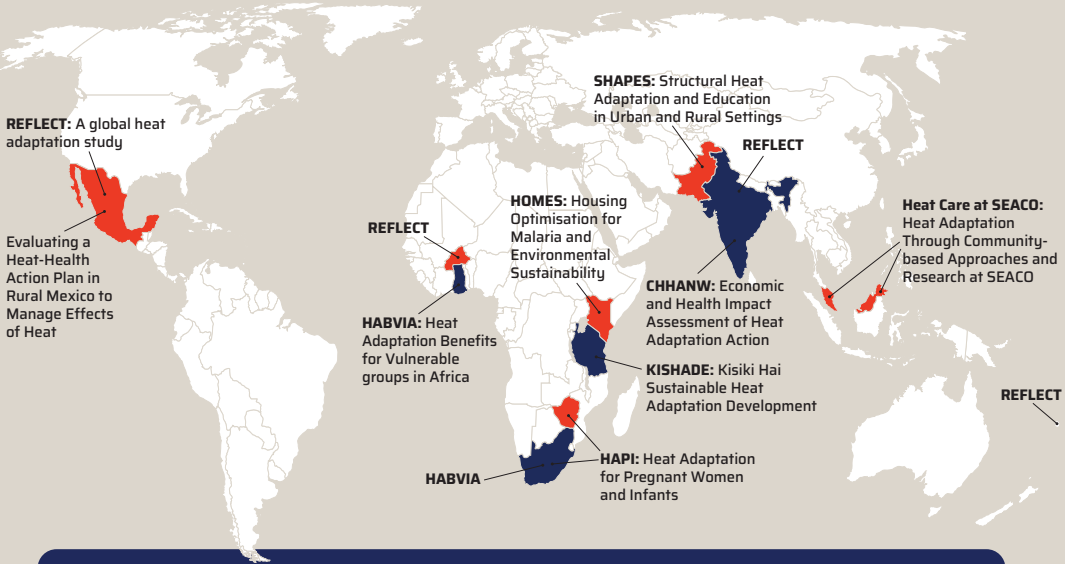 REFLECT: A global heat
adaptation study
Evaluating a
Heat-Health
Action Plan in
Rural Mexico to
Manage Effects
of Heat
REFLECT
HABVIA: Heat
Adaptation Benefits
for Vulnerable
groups in Africa
HOMES: Housing
Optimisation for
Malaria and
Environmental
Sustainability
SHAPES: Structural Heat
Adaptation and Education
in Urban and Rural Settings
REFLECT
CHHANW: Economic
and Health Impact
Assessment of Heat
Adaptation Action
KISHADE: Kisiki Hai
Sustainable Heat
Adaptation Development
HABVIA
HAPI: Heat Adaptation
for Pregnant Women
and Infants
Heat Care at SEACO:
Heat Adaptation
Through Community-
based Approaches and
Research at SEACO
REFLECT